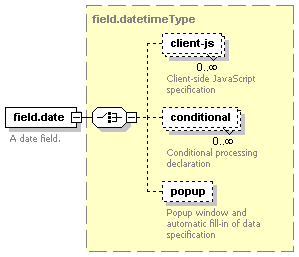 field.datetimeType
client-js
0..∞
Client-side JavaScript
specification
field.date
A date field.
conditional
0..∞
Conditional processing
declaration
popup
Popup window and
automatic fill-in of data
specification